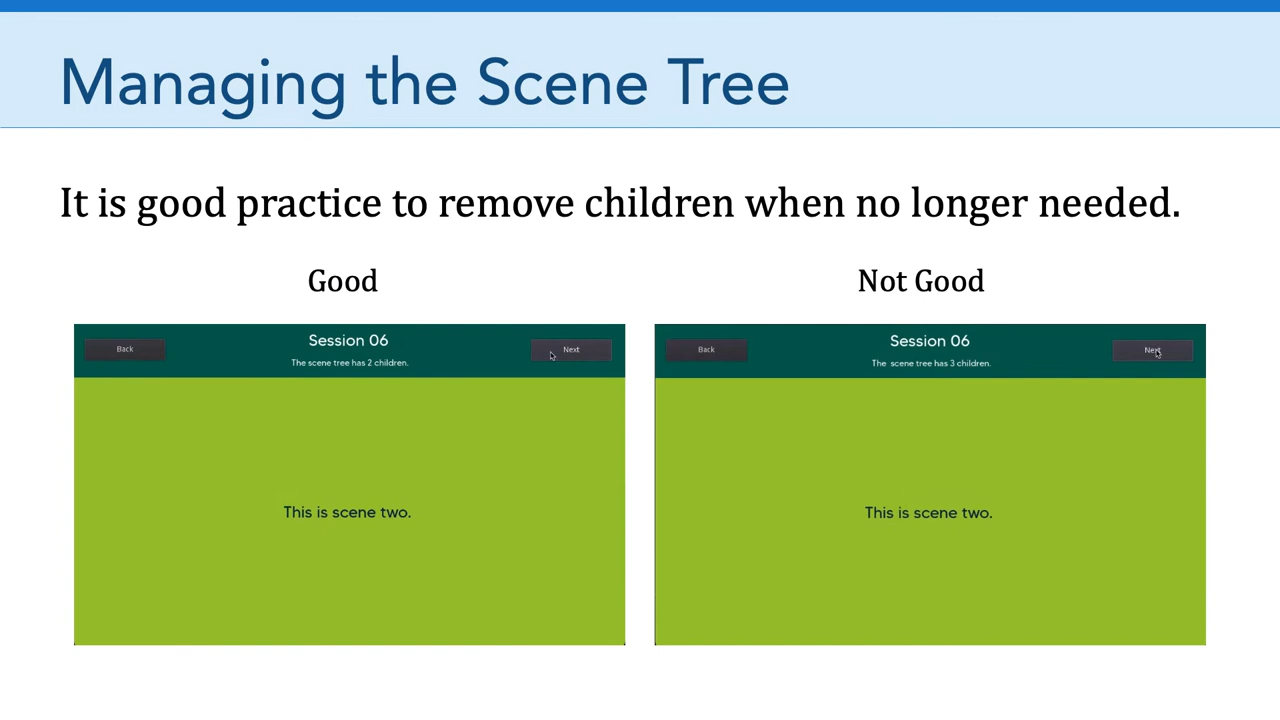 Managing the Scene Tree
It is good practice to remove children when no longer needed.
Good
Back
Session 06
The scene tree has 2 children.
Next
This is scene two.
Not Good
Back
Session 06
The scene tree has 3 children.
Next
This is scene two.